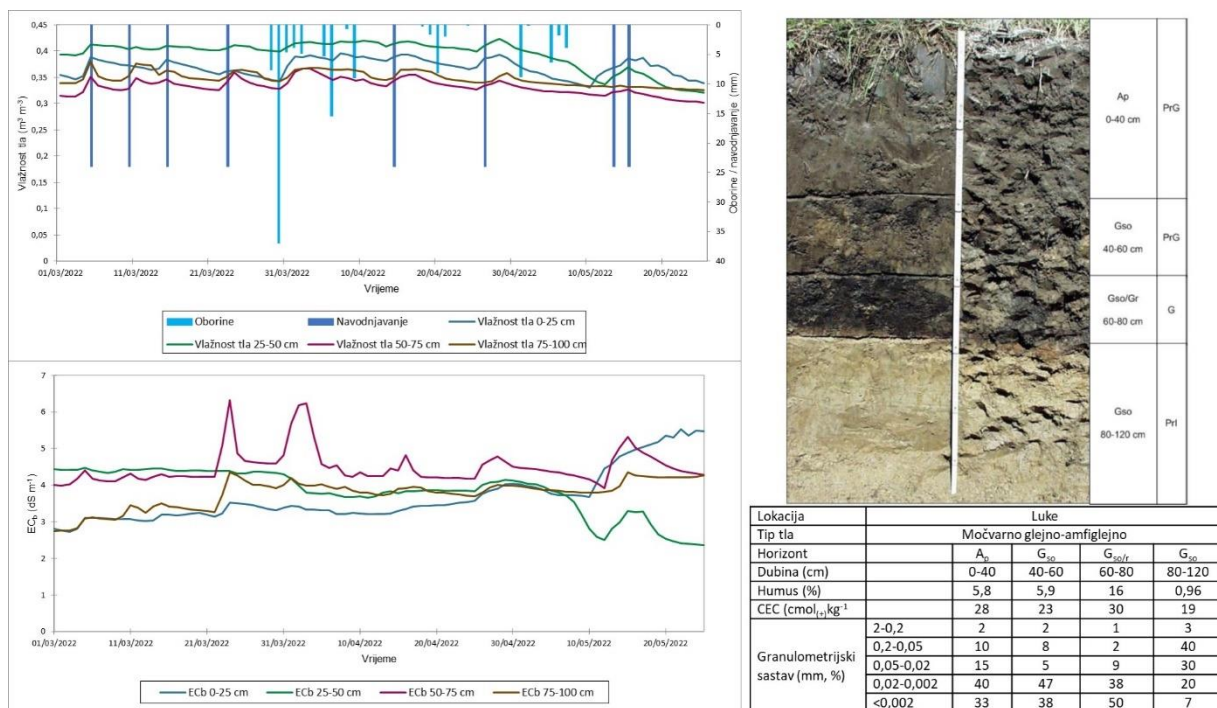 0,45
0,4
0,35
0,3
0,25
0,2
0,15
0,1
0,05
0
Vlažnost tla (m³ m⁻³)
0
5
10
15
20
25
30
35
40
Oborine / navodnjavanje (mm)
01/03/2022 11/03/2022 21/03/2022 31/03/2022 10/04/2022 20/04/2022 30/04/2022 10/05/2022 20/05/2022
Vrijeme
Oborine Navodnjavanje Vlažnost tla 0-25 cm
Vlažnost tla 25-50 cm Vlažnost tla 50-75 cm Vlažnost tla 75-100 cm
7
6
5
4
3
2
1
0
EC_b (dS m⁻¹)
01/03/2022 11/03/2022 21/03/2022 31/03/2022 10/04/2022 20/04/2022 30/04/2022 10/05/2022 20/05/2022
Vrijeme
ECb 0-25 cm ECb 25-50 cm ECb 50-75 cm ECb 75-100 cm
Ap
0-40 cm
PrG
Gso
40-60 cm
PrG
Gso/Gr
60-80 cm
G
Gso
80-120 cm
PrI
Lokacija Luke
Tip tla Močvarno glejno-amfiglejno
Horizont A_p G_so G_so/r G_so
Dubina (cm) 0-40 40-60 60-80 80-120
Humus (%) 5,8 5,9 16 0,96
CEC (cmol₍₊₎kg⁻¹ 28 23 30 19
Granulometrijski sastav (mm, %)
2-0,2 2 2 1 3
0,2-0,05 10 8 2 40
0,05-0,02 15 5 9 30
0,02-0,002 40 47 38 20
<0,002 33 38 50 7